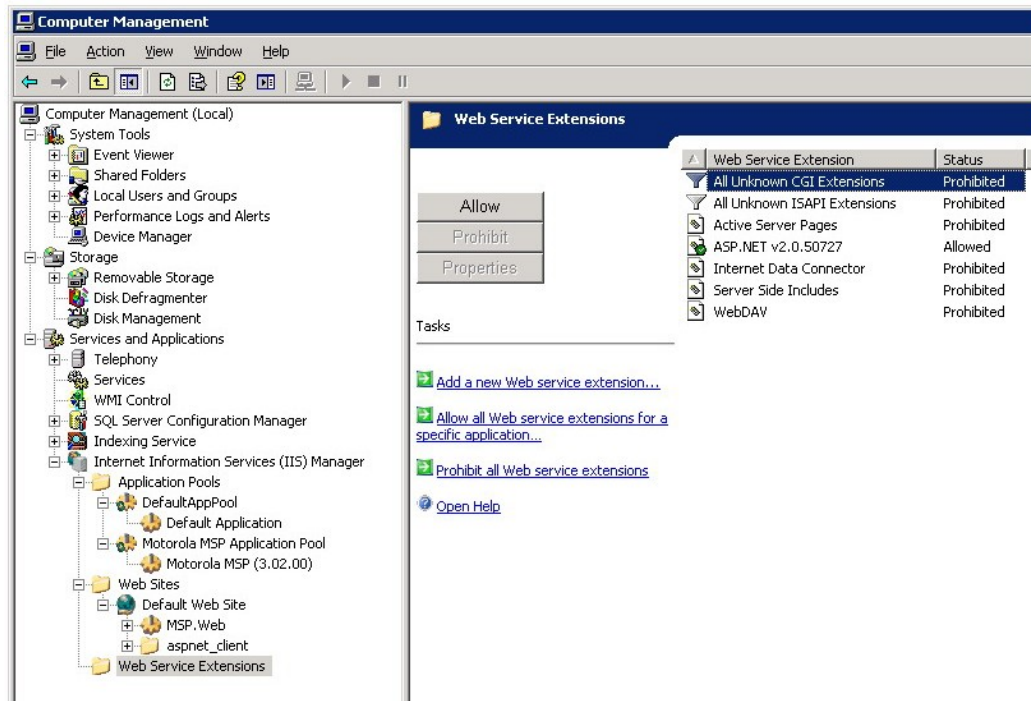 Computer Management
File Action View Window Help
Computer Management (Local)
System Tools
Event Viewer
Shared Folders
Local Users and Groups
Performance Logs and Alerts
Device Manager
Storage
Removable Storage
Disk Defragmenter
Disk Management
Services and Applications
Telephony
Services
WMI Control
SQL Server Configuration Manager
Indexing Service
Internet Information Services (IIS) Manager
Application Pools
DefaultAppPool
Default Application
Motorola MSP Application Pool
Motorola MSP (3.02.00)
Web Sites
Default Web Site
MSP.Web
aspnet_client
Web Service Extensions
Web Service Extensions
Allow
Prohibit
Properties
Tasks
Add a new Web service extension...
Allow all Web service extensions for a
specific application...
Prohibit all Web service extensions
Open Help
Web Service Extension Status
All Unknown CGI Extensions Prohibited
All Unknown ISAPI Extensions Prohibited
Active Server Pages Prohibited
ASP.NET v2.0.50727 Allowed
Internet Data Connector Prohibited
Server Side Includes Prohibited
WebDAV Prohibited